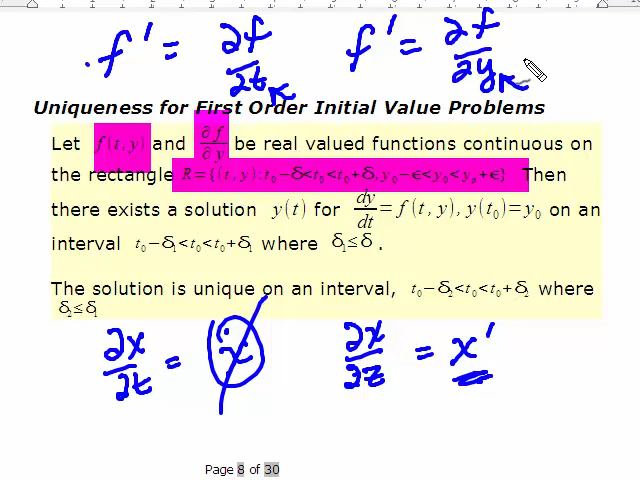 f' = ∂f/∂t f' = ∂f/∂y
Uniqueness for First Order Initial Value Problems
Let f(t,y) and ∂f/∂y be real valued functions continuous on
the rectangle R={(t,y):t₀−δ<t₀<t₀+δ,y₀−ϵ<y₀<y₀+ϵ} Then
there exists a solution y(t) for dy/dt=f(t,y),y(t₀)=y₀ on an
interval t₀−δ₁<t₀<t₀+δ₁ where δ₁≤δ.
The solution is unique on an interval, t₀−δ₂<t₀<t₀+δ₂ where
δ₂≤δ₁
∂x/∂t = ẋ ∂x/∂z = x'
Page 8 of 30